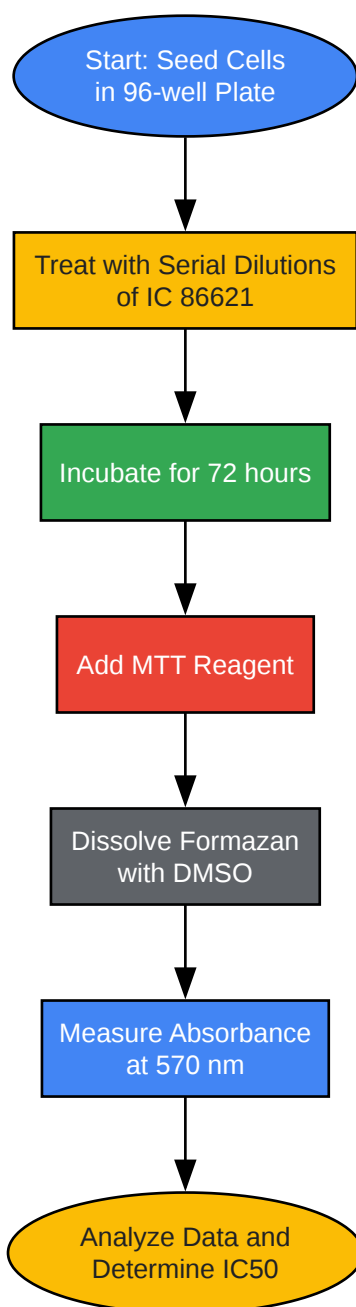 Start: Seed Cells
in 96-well Plate
Treat with Serial Dilutions
of IC 86621
Incubate for 72 hours
Add MTT Reagent
Dissolve Formazan
with DMSO
Measure Absorbance
at 570 nm
Analyze Data and
Determine IC50